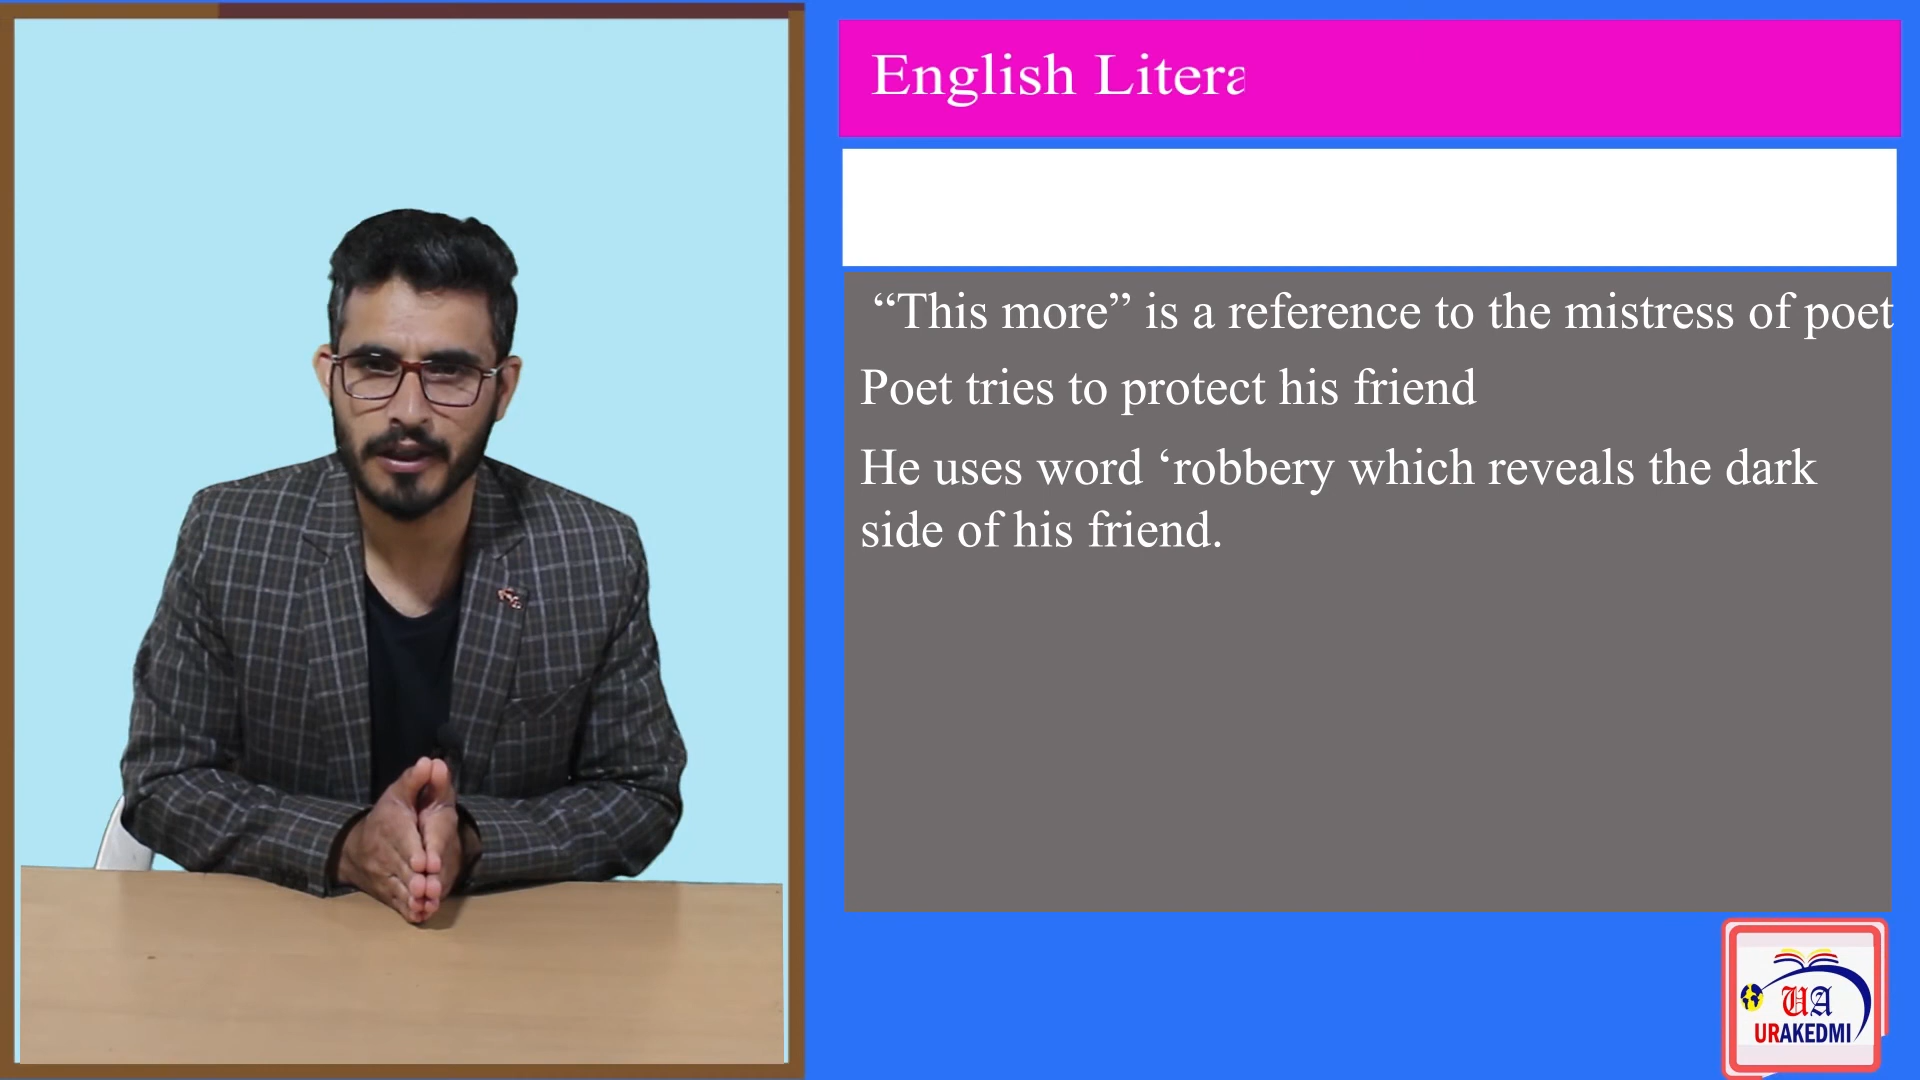 English Litera
“This more” is a reference to the mistress of poet
Poet tries to protect his friend
He uses word ‘robbery which reveals the dark
side of his friend.
UA
URAKEDMI